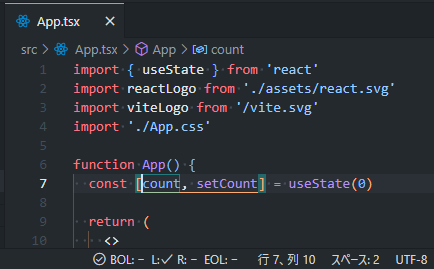 App.tsx
src > App.tsx > App > count
1 import { useState } from 'react'
2 import reactLogo from './assets/react.svg'
3 import viteLogo from '/vite.svg'
4 import './App.css'
5
6 function App() {
7 const [count, setCount] = useState(0)
8
9 return (
10 <>
BOL: − L:✓ R: − EOL: − 行 7、列 10 スペース: 2 UTF-8